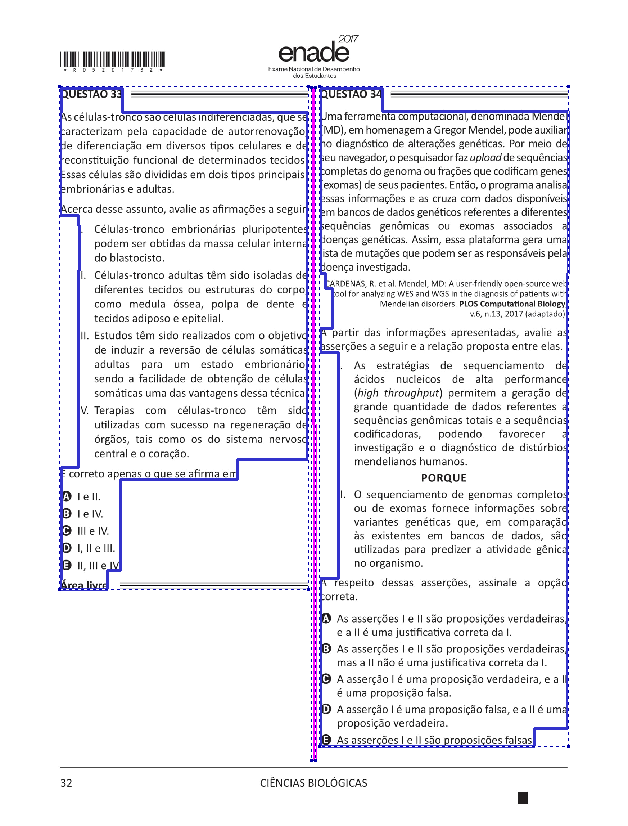 *R0532017320*
enade 2017
Exame Nacional de Desempenho
dos Estudantes
QUESTÃO 33
As células-tronco são células indiferenciadas, que se
caracterizam pela capacidade de autorrenovação,
de diferenciação em diversos tipos celulares e de
reconstituição funcional de determinados tecidos.
Essas células são divididas em dois tipos principais:
embrionárias e adultas.
Acerca desse assunto, avalie as afirmações a seguir.
I. Células-tronco embrionárias pluripotentes
podem ser obtidas da massa celular interna
do blastocisto.
II. Células-tronco adultas têm sido isoladas de
diferentes tecidos ou estruturas do corpo,
como medula óssea, polpa de dente e
tecidos adiposo e epitelial.
III. Estudos têm sido realizados com o objetivo
de induzir a reversão de células somáticas
adultas para um estado embrionário,
sendo a facilidade de obtenção de células
somáticas uma das vantagens dessa técnica.
IV. Terapias com células-tronco têm sido
utilizadas com sucesso na regeneração de
órgãos, tais como os do sistema nervoso
central e o coração.
É correto apenas o que se afirma em
A I e II.
B I e IV.
C III e IV.
D I, II e III.
E II, III e IV.
Área livre
QUESTÃO 34
Uma ferramenta computacional, denominada Mendel
(MD), em homenagem a Gregor Mendel, pode auxiliar
no diagnóstico de alterações genéticas. Por meio de
seu navegador, o pesquisador faz upload de sequências
completas do genoma ou frações que codificam genes
(exomas) de seus pacientes. Então, o programa analisa
essas informações e as cruza com dados disponíveis
em bancos de dados genéticos referentes a diferentes
sequências genômicas ou exomas associados a
doenças genéticas. Assim, essa plataforma gera uma
lista de mutações que podem ser as responsáveis pela
doença investigada.
CARDENAS, R. et al. Mendel, MD: A user-friendly open-source web
tool for analyzing WES and WGS in the diagnosis of patients with
Mendelian disorders. PLOS Computational Biology,
v.6, n.13, 2017 (adaptado).
A partir das informações apresentadas, avalie as
asserções a seguir e a relação proposta entre elas.
I. As estratégias de sequenciamento de
ácidos nucleicos de alta performance
(high throughput) permitem a geração de
grande quantidade de dados referentes a
sequências genômicas totais e a sequências
codificadoras, podendo favorecer a
investigação e o diagnóstico de distúrbios
mendelianos humanos.
PORQUE
II. O sequenciamento de genomas completos
ou de exomas fornece informações sobre
variantes genéticas que, em comparação
às existentes em bancos de dados, são
utilizadas para predizer a atividade gênica
no organismo.
A respeito dessas asserções, assinale a opção
correta.
A As asserções I e II são proposições verdadeiras,
e a II é uma justificativa correta da I.
B As asserções I e II são proposições verdadeiras,
mas a II não é uma justificativa correta da I.
C A asserção I é uma proposição verdadeira, e a II
é uma proposição falsa.
D A asserção I é uma proposição falsa, e a II é uma
proposição verdadeira.
E As asserções I e II são proposições falsas.
32
CIÊNCIAS BIOLÓGICAS